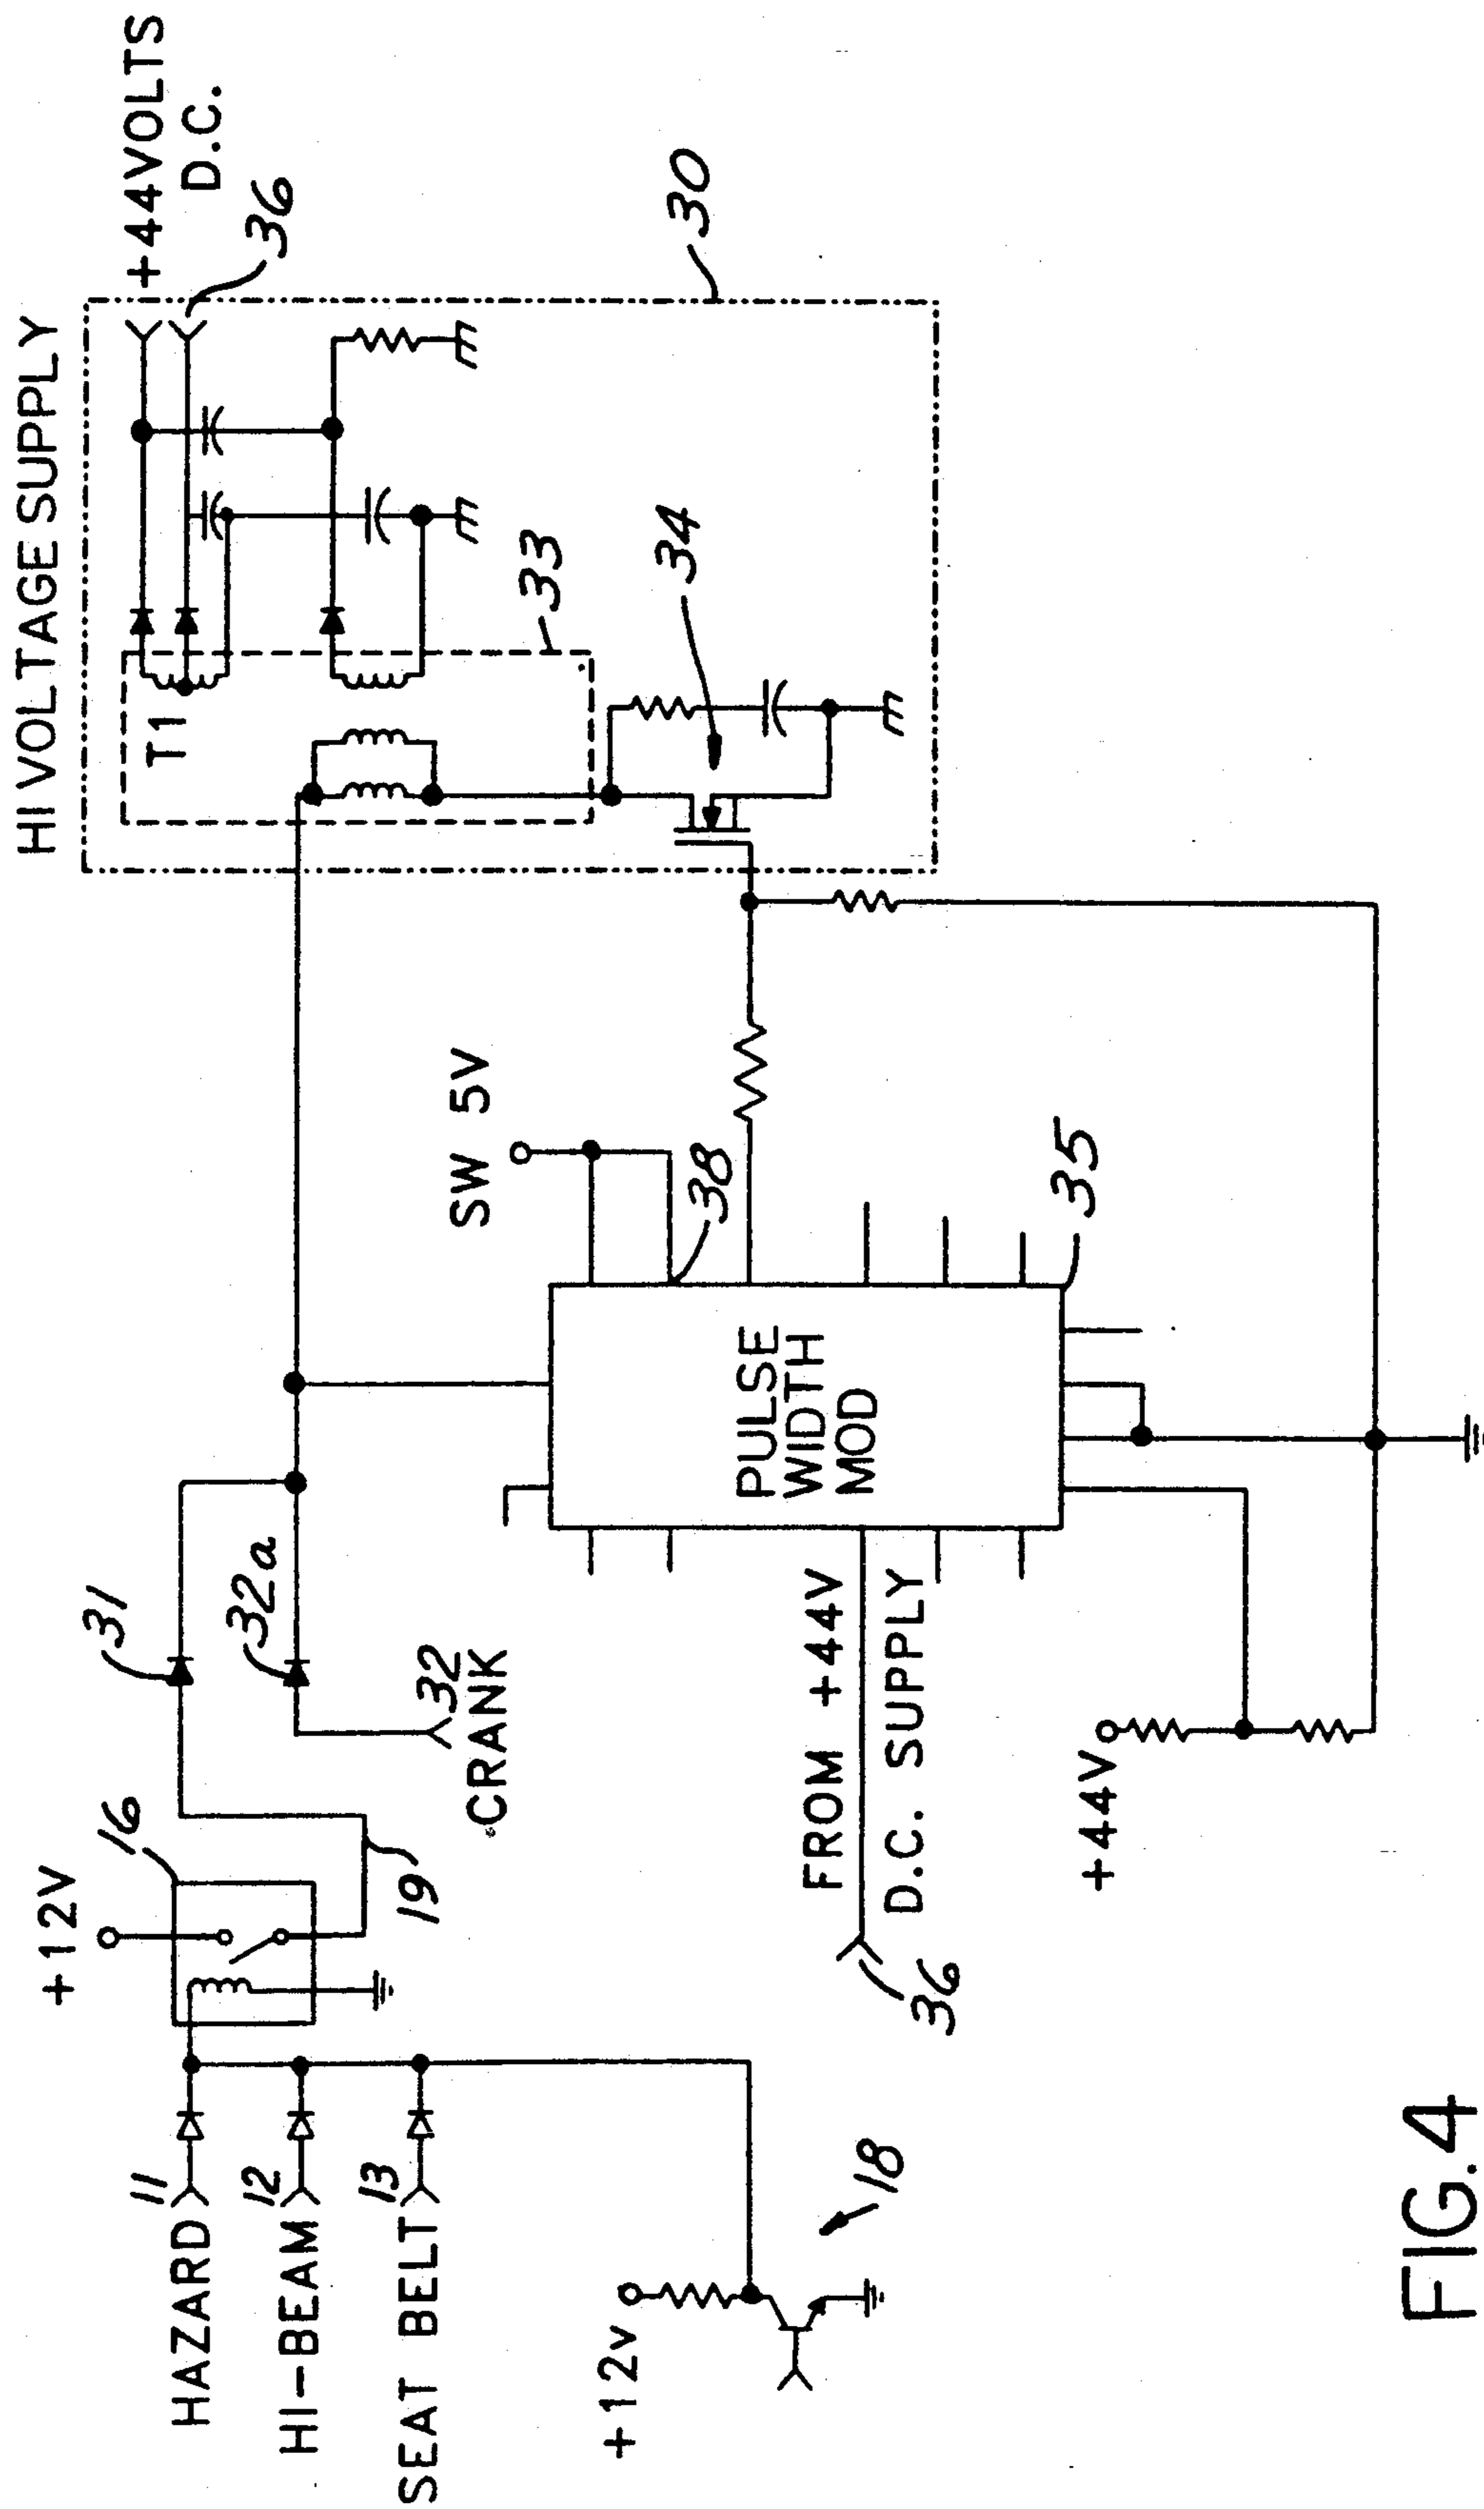 HI VOLTAGE SUPPLY
+44VOLTS
D.C.
36
30
T1
33
34
+12V
16
31
32a
19
32
CRANK
SW 5V
38
HAZARD
11
HI-BEAM
12
SEAT BELT
13
+12v
18
PULSE
WIDTH
MOD
35
FROM +44V
D.C. SUPPLY
36
+44V
FIG.4